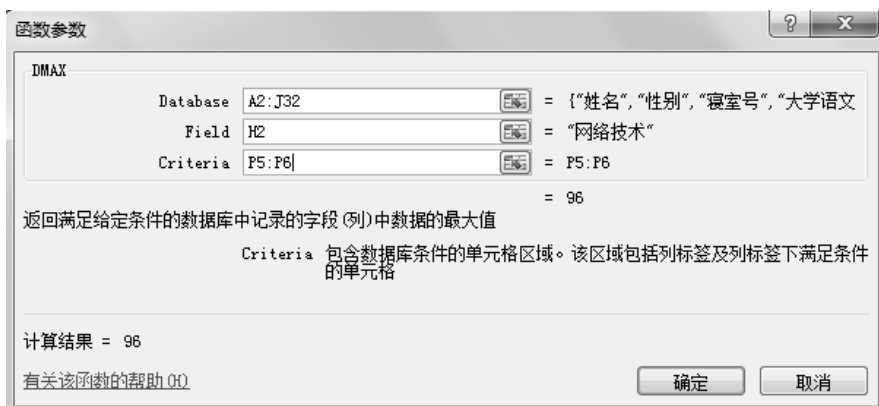 函数参数
DMAX
Database A2:J32 = {"姓名","性别","寝室号","大学语文
Field H2 = "网络技术"
Criteria P5:P6 = P5:P6
= 96
返回满足给定条件的数据库中记录的字段(列)中数据的最大值
Criteria 包含数据库条件的单元格区域。该区域包括列标签及列标签下满足条件
的单元格
计算结果 = 96
有关该函数的帮助(H)
确定 取消